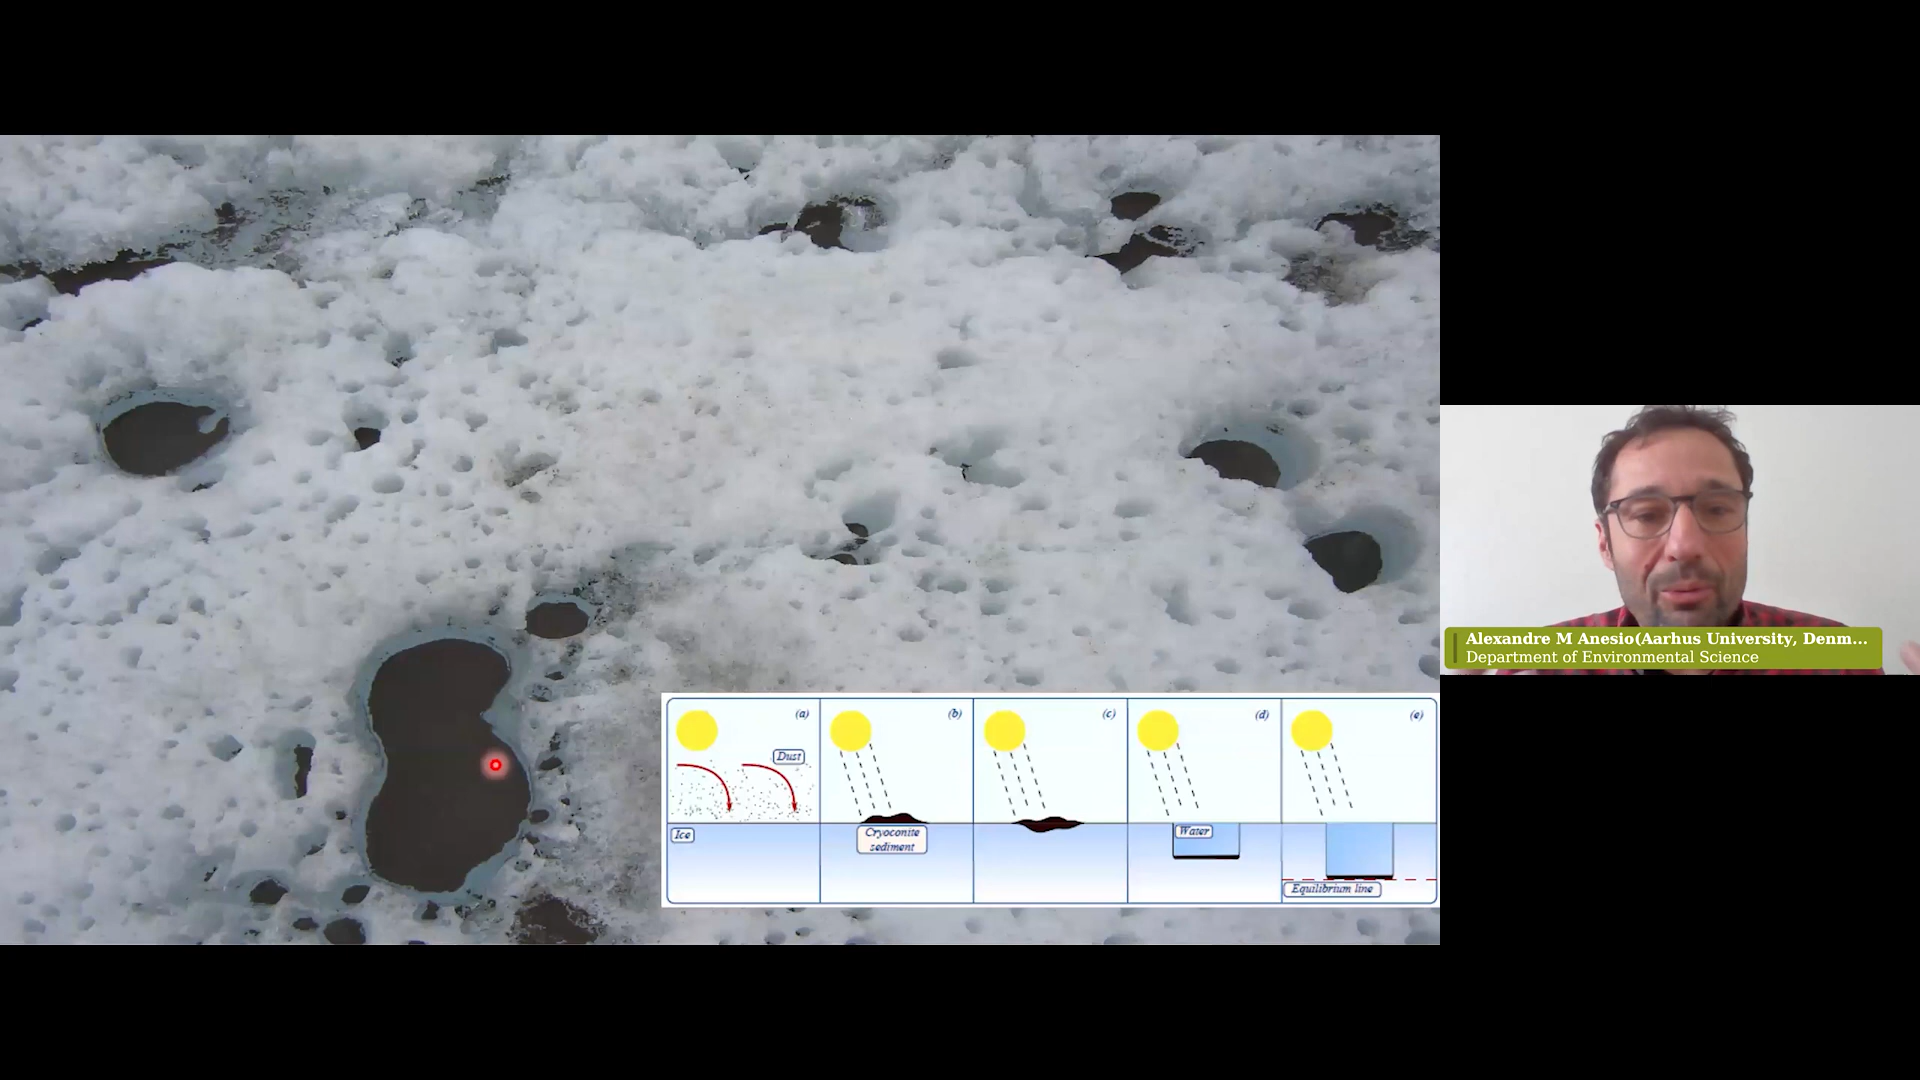 (a)
(b)
(c)
(d)
(e)
Dust
Ice
Cryoconite
sediment
Water
Equilibrium line
Alexandre M Anesio(Aarhus University, Denm...
Department of Environmental Science